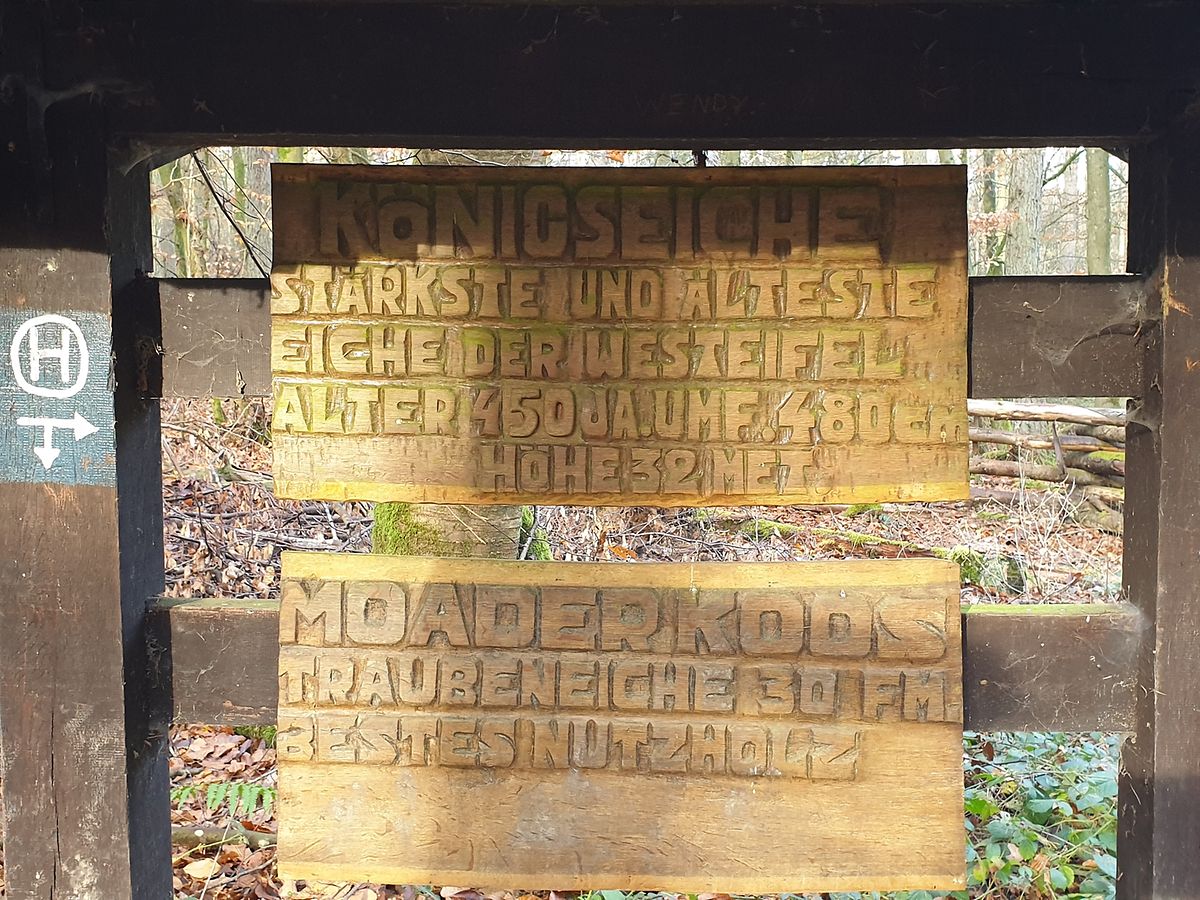 WENDY.
KÖNIGSEICHE
STÄRKSTE UND ÄLTESTE
EICHE DER WESTEIFEL
ALTER 450 JA. UMF. 480 CM
HÖHE 32 MET.
H
MOADERKOOS
TRAUBENEICHE 30 FM
BESTES NUTZHOLZ